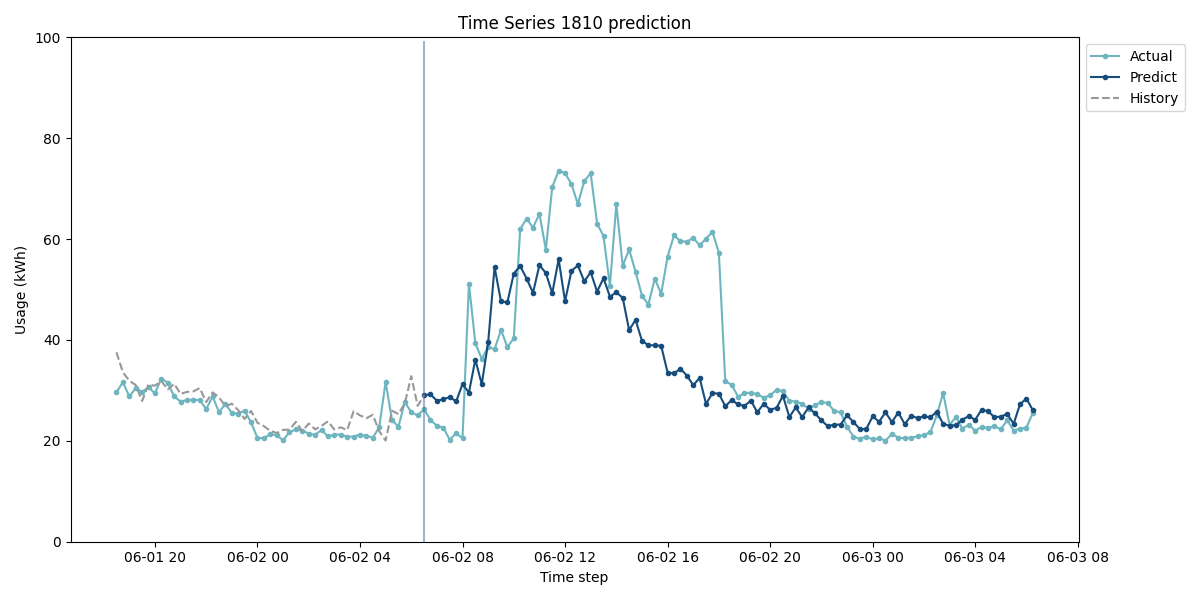 Time Series 1810 prediction
100
80
60
40
20
0
Usage (kWh)
06-01 20
06-02 00
06-02 04
06-02 08
06-02 12
06-02 16
06-02 20
06-03 00
06-03 04
06-03 08
Time step
Actual
Predict
History